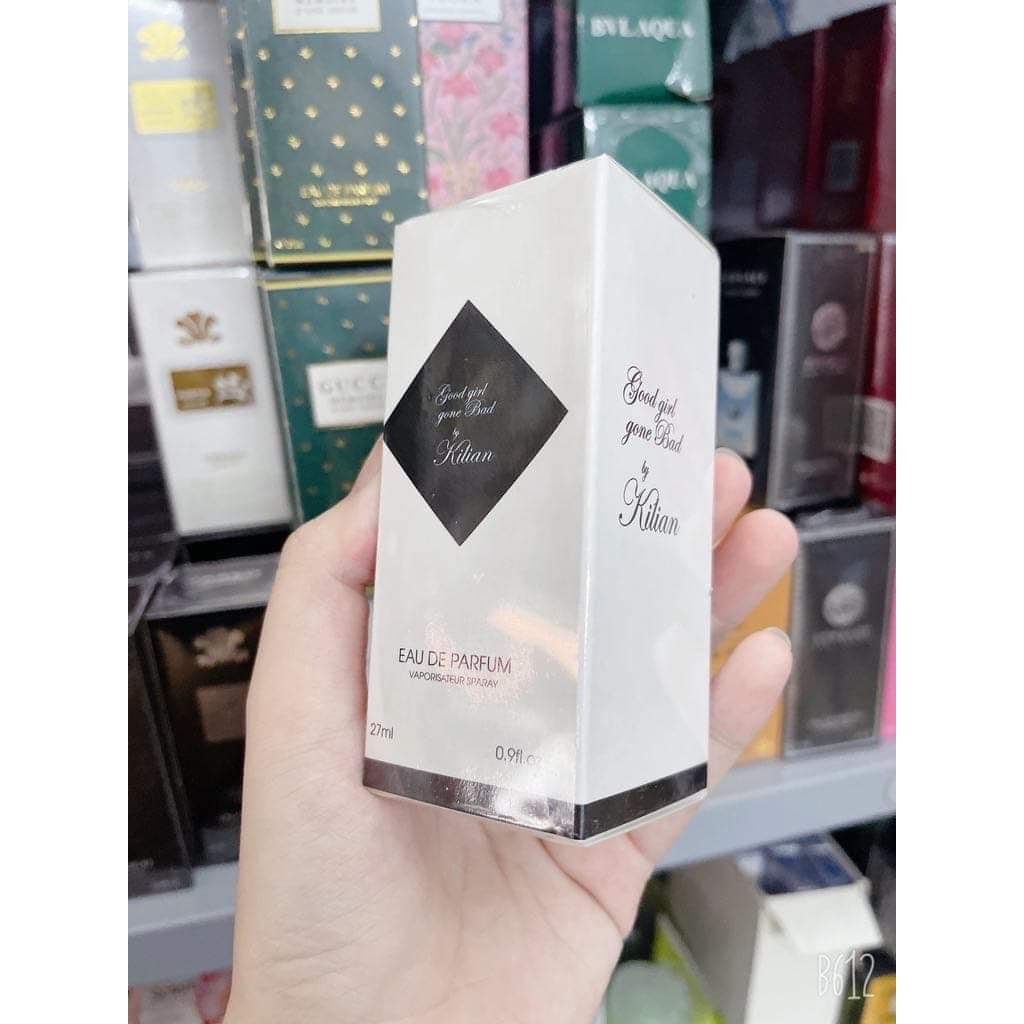 BVLAQUA
EAU DE PARFUM
AQUA
GUCCI
Good girl
gone Bad
by
Kilian
EAU DE PARFUM
VAPORISATEUR SPARAY
27ml
0.9fl.oz
Good girl
gone Bad
by
Kilian
B612